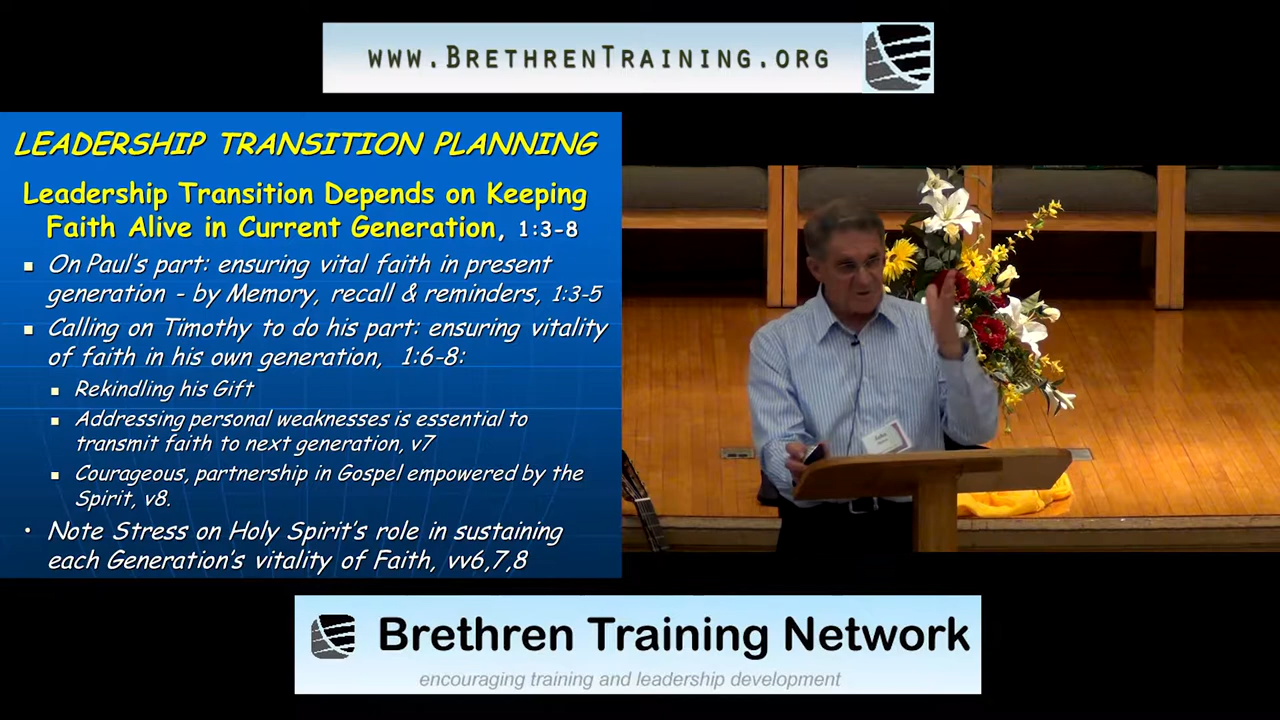 www.BrethrenTraining.org
LEADERSHIP TRANSITION PLANNING
Leadership Transition Depends on Keeping
Faith Alive in Current Generation, 1:3-8
On Paul's part: ensuring vital faith in present
generation - by Memory, recall & reminders, 1:3-5
Calling on Timothy to do his part: ensuring vitality
of faith in his own generation, 1:6-8:
Rekindling his Gift
Addressing personal weaknesses is essential to
transmit faith to next generation, v7
Courageous, partnership in Gospel empowered by the
Spirit, v8.
Note Stress on Holy Spirit's role in sustaining
each Generation's vitality of Faith, vv6,7,8
Brethren Training Network
encouraging training and leadership development